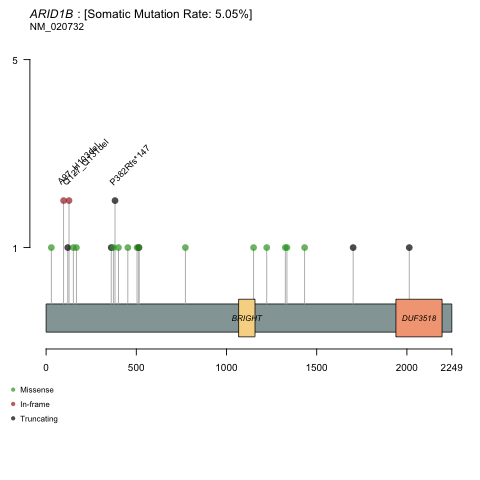 ARID1B : [Somatic Mutation Rate: 5.05%]
NM_020732
5
P382Rfs*147
1
BRIGHT
DUF3518
0
500
1000
1500
2000
2249
Missense
In-frame
Truncating